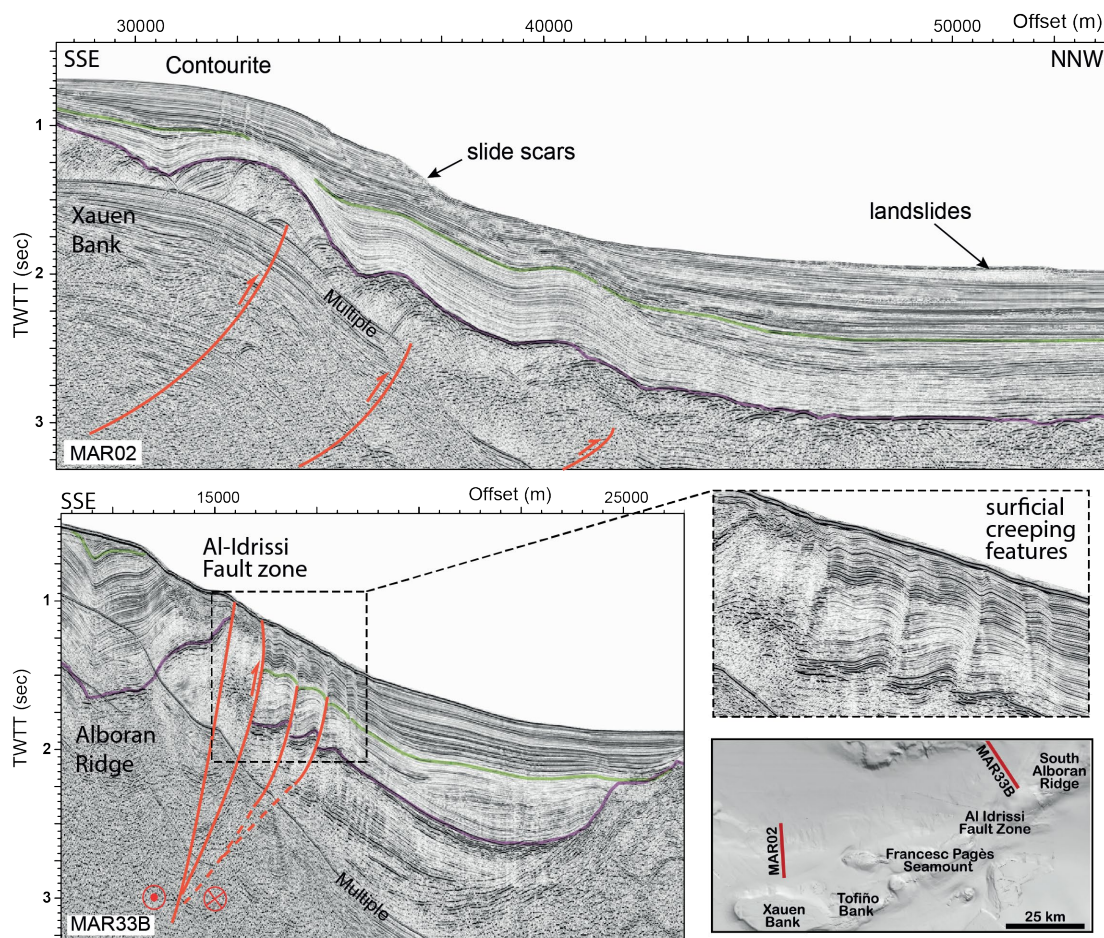 30000 40000 50000 Offset (m)
SSE NNW
Contourite
1
slide scars
Xauen
Bank
landslides
2
TWTT (sec)
Multiple
3
MAR02
SSE 15000 Offset (m) 25000
Al-Idrissi
Fault zone
surficial
creeping
features
1
TWTT (sec)
Alboran
Ridge
2
Multiple
3
MAR33B
MAR33B
South
Alboran
Ridge
Al Idrissi
Fault Zone
MAR02
Francesc Pagès
Seamount
Tofiño
Bank
Xauen
Bank
25 km